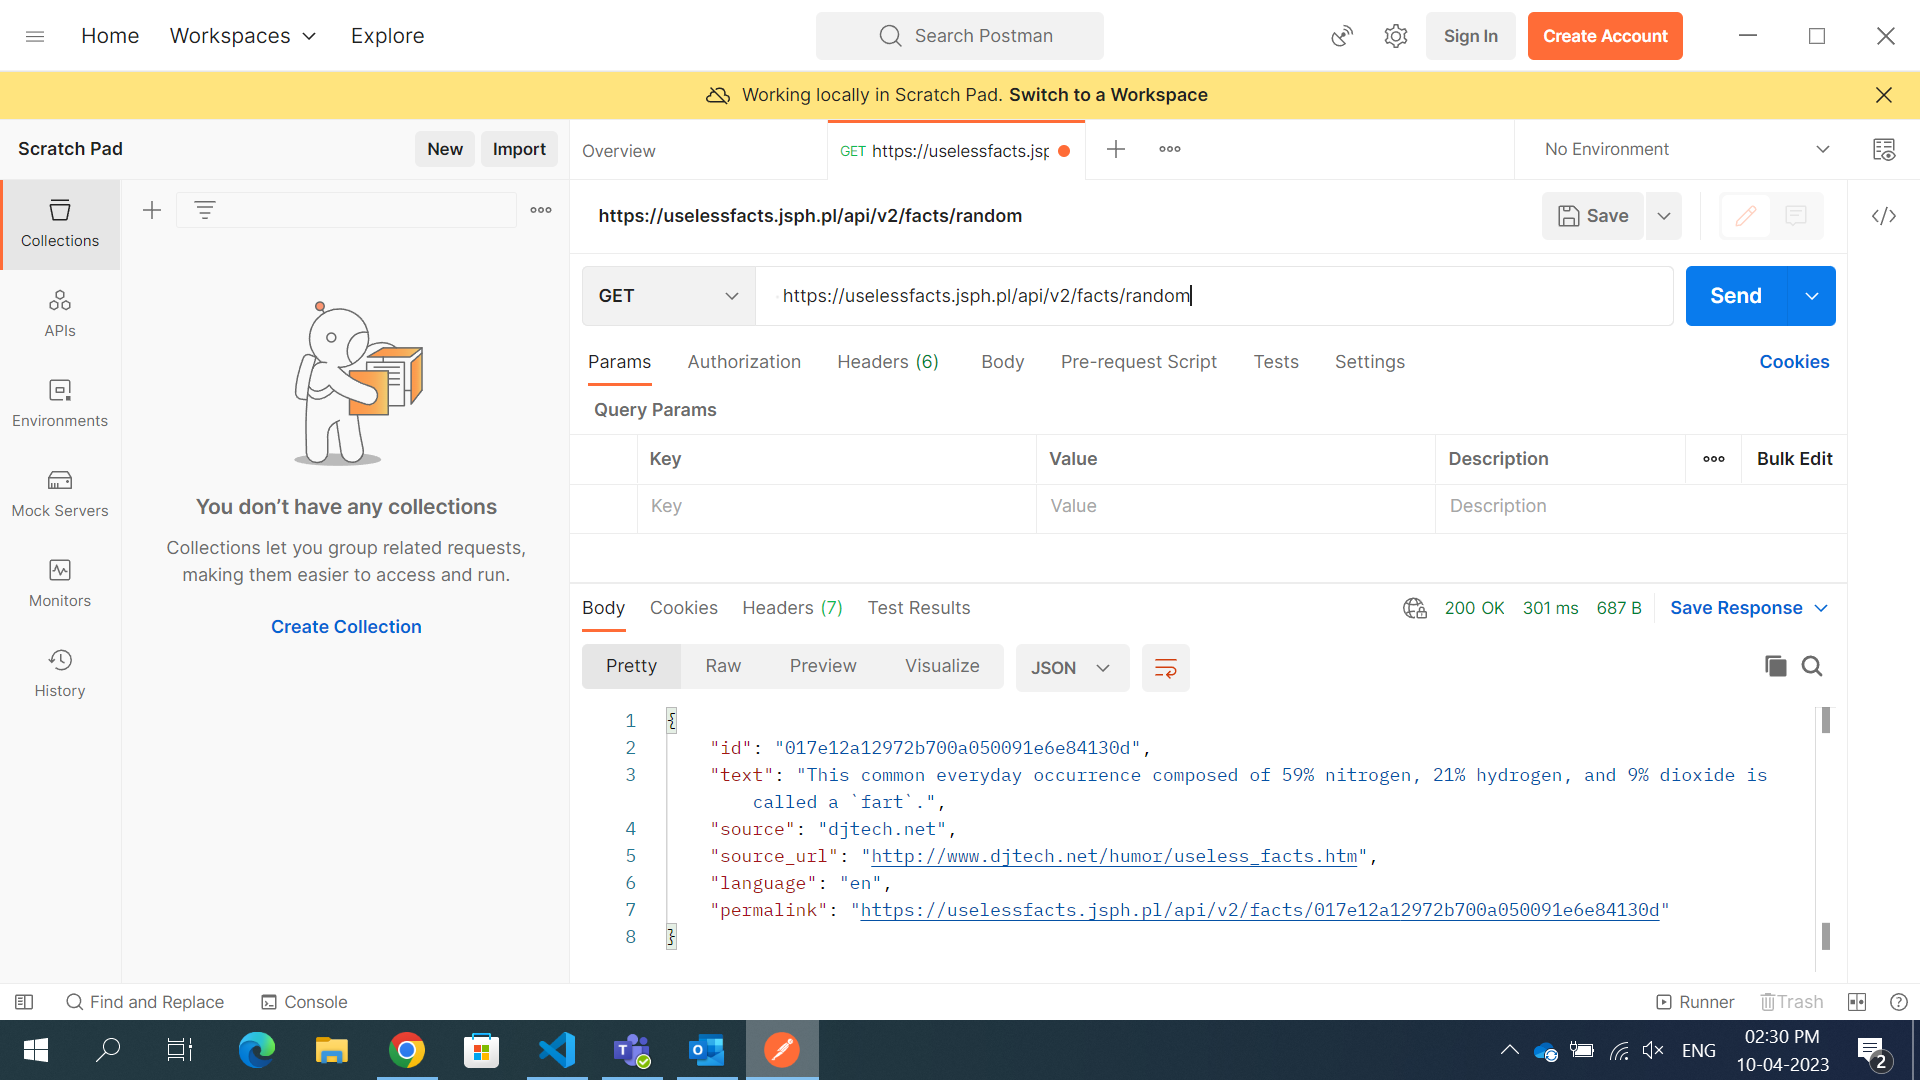 Home Workspaces Explore Search Postman Sign In Create Account
Working locally in Scratch Pad. Switch to a Workspace
Scratch Pad New Import
Overview GET https://uselessfacts.jsp No Environment
Collections
APIs
Environments
Mock Servers
Monitors
History
You don’t have any collections
Collections let you group related requests,
making them easier to access and run.
Create Collection
https://uselessfacts.jsph.pl/api/v2/facts/random Save
GET https://uselessfacts.jsph.pl/api/v2/facts/random Send
Params Authorization Headers (6) Body Pre-request Script Tests Settings Cookies
Query Params
Key Value Description Bulk Edit
Key Value Description
Body Cookies Headers (7) Test Results 200 OK 301 ms 687 B Save Response
Pretty Raw Preview Visualize JSON
1 {
2 "id": "017e12a12972b700a050091e6e84130d",
3 "text": "This common everyday occurrence composed of 59% nitrogen, 21% hydrogen, and 9% dioxide is
called a `fart`.",
4 "source": "djtech.net",
5 "source_url": "http://www.djtech.net/humor/useless_facts.htm",
6 "language": "en",
7 "permalink": "https://uselessfacts.jsph.pl/api/v2/facts/017e12a12972b700a050091e6e84130d"
8 }
Find and Replace Console Runner Trash
ENG 02:30 PM
10-04-2023
2